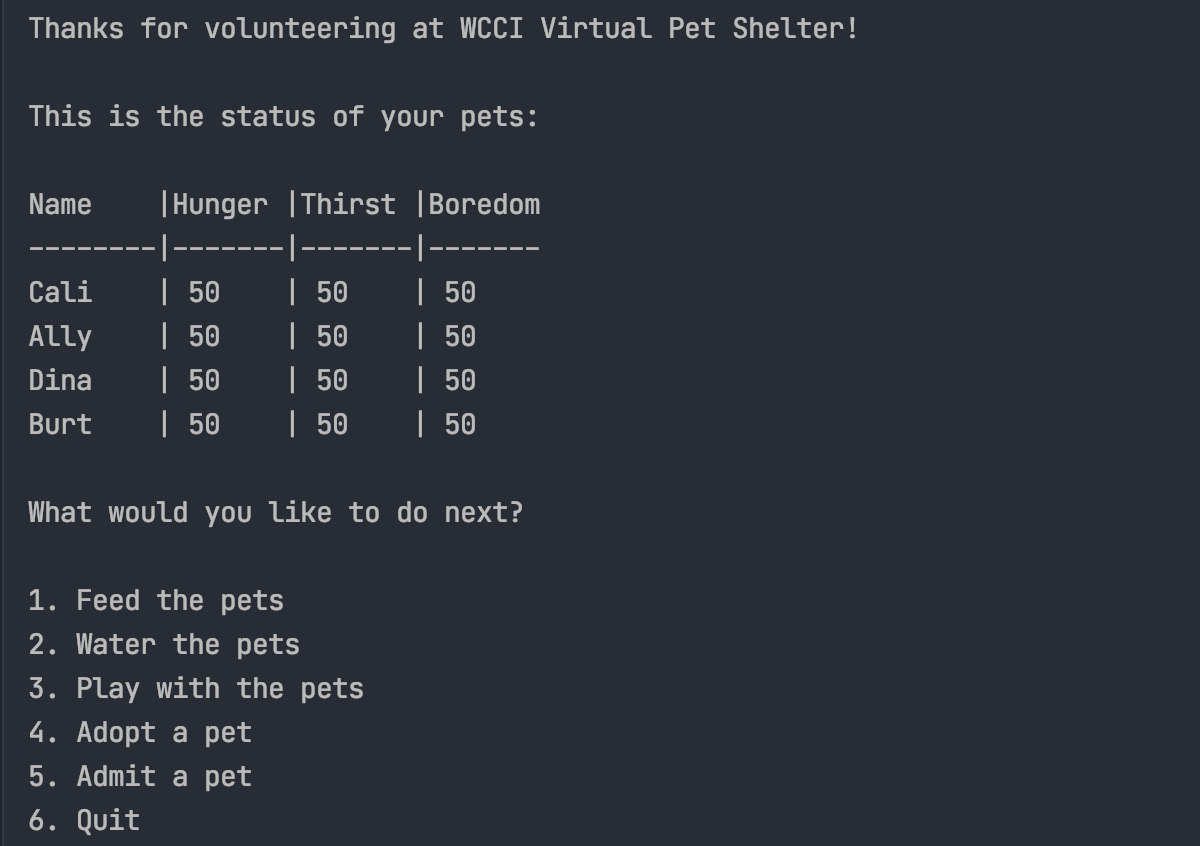 Thanks for volunteering at WCCI Virtual Pet Shelter!
This is the status of your pets:
Name    |Hunger |Thirst |Boredom
--------|-------|-------|-------
Cali    | 50    | 50    | 50
Ally    | 50    | 50    | 50
Dina    | 50    | 50    | 50
Burt    | 50    | 50    | 50
What would you like to do next?
1. Feed the pets
2. Water the pets
3. Play with the pets
4. Adopt a pet
5. Admit a pet
6. Quit